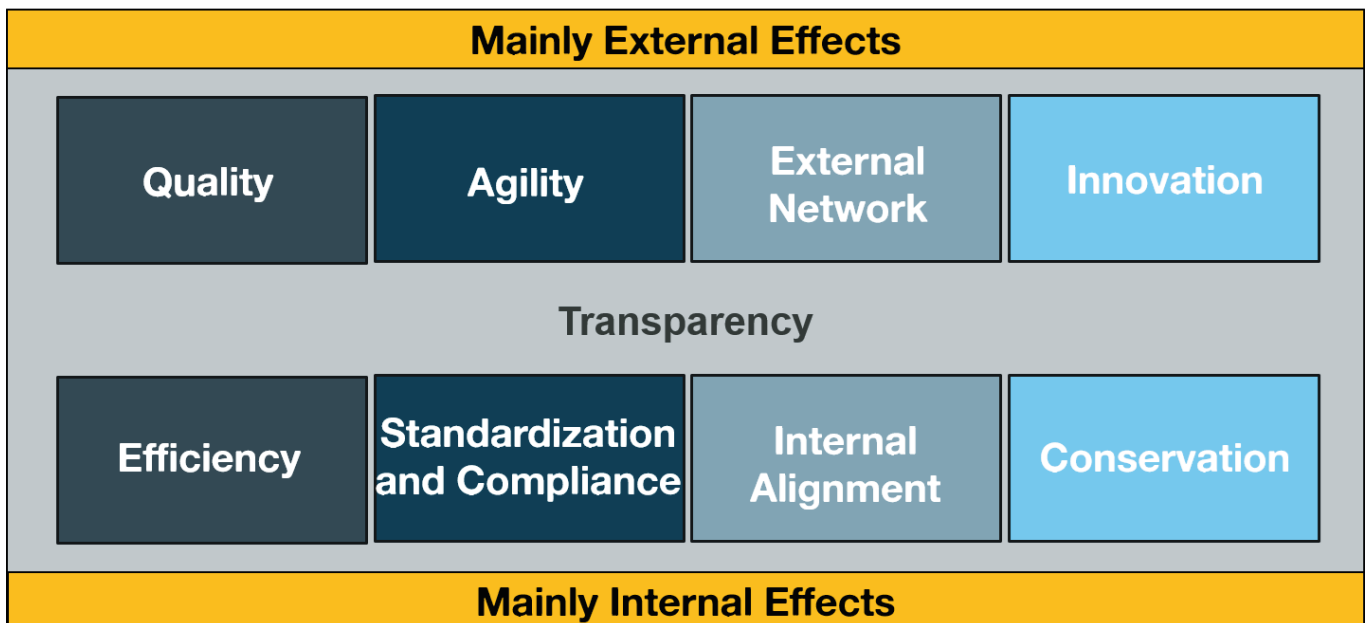 Mainly External Effects
Quality
Agility
External
Network
Innovation
Transparency
Efficiency
Standardization
and Compliance
Internal
Alignment
Conservation
Mainly Internal Effects